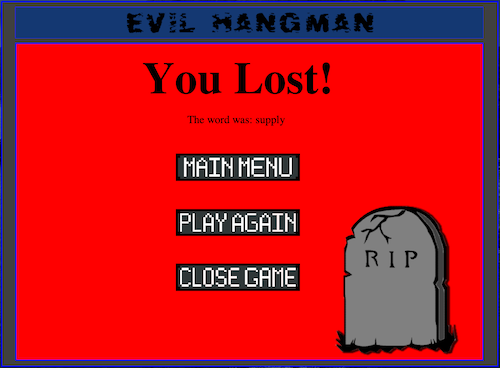 EVIL HANGMAN
You Lost!
The word was: supply
MAIN MENU
PLAY AGAIN
CLOSE GAME
RIP